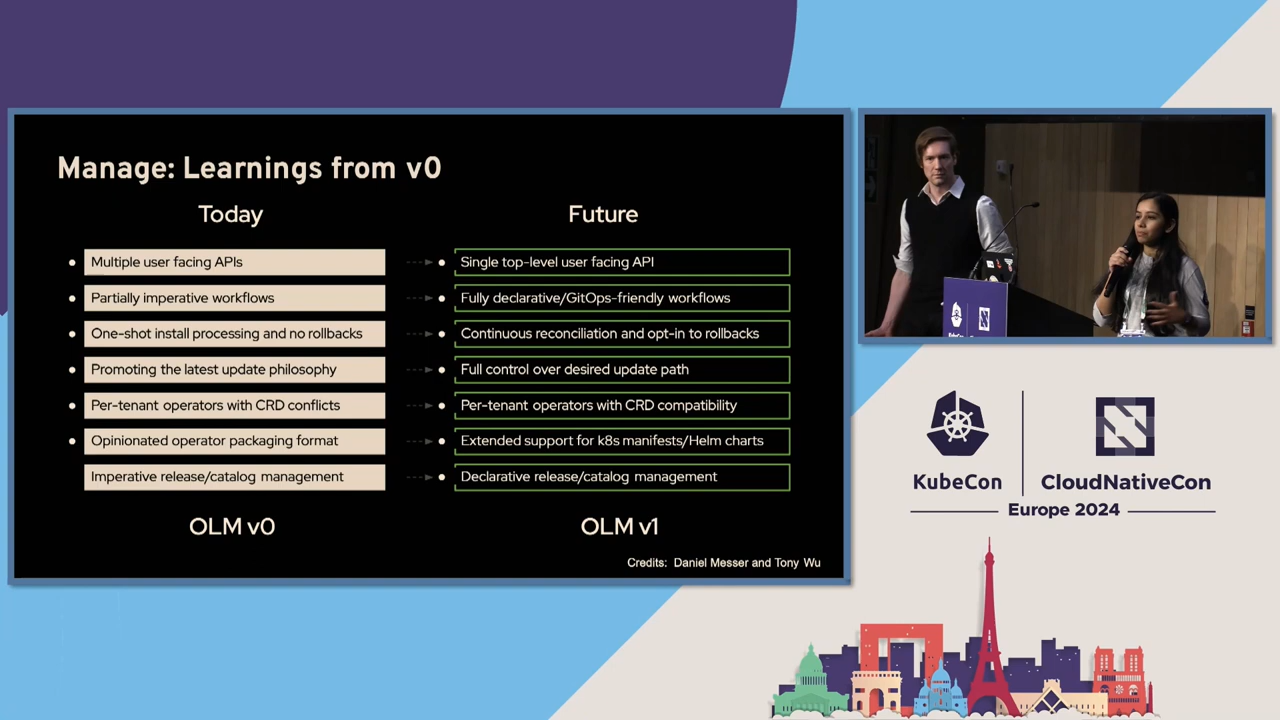 Manage: Learnings from v0
Today
Future
Multiple user facing APIs
Single top-level user facing API
Partially imperative workflows
Fully declarative/GitOps-friendly workflows
One-shot install processing and no rollbacks
Continuous reconciliation and opt-in to rollbacks
Promoting the latest update philosophy
Full control over desired update path
Per-tenant operators with CRD conflicts
Per-tenant operators with CRD compatibility
Opinionated operator packaging format
Extended support for k8s manifests/Helm charts
Imperative release/catalog management
Declarative release/catalog management
OLM v0
OLM v1
Credits: Daniel Messer and Tony Wu
KubeCon
CloudNativeCon
Europe 2024